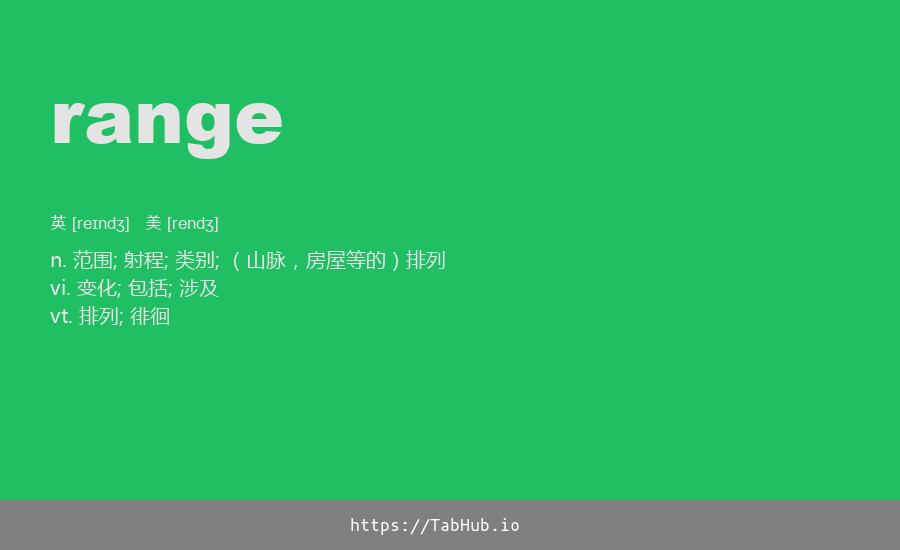 range
英 [reɪndʒ] 美 [rendʒ]
n. 范围; 射程; 类别; ( 山脉，房屋等的 ) 排列
vi. 变化; 包括; 涉及
vt. 排列; 徘徊
https://TabHub.io